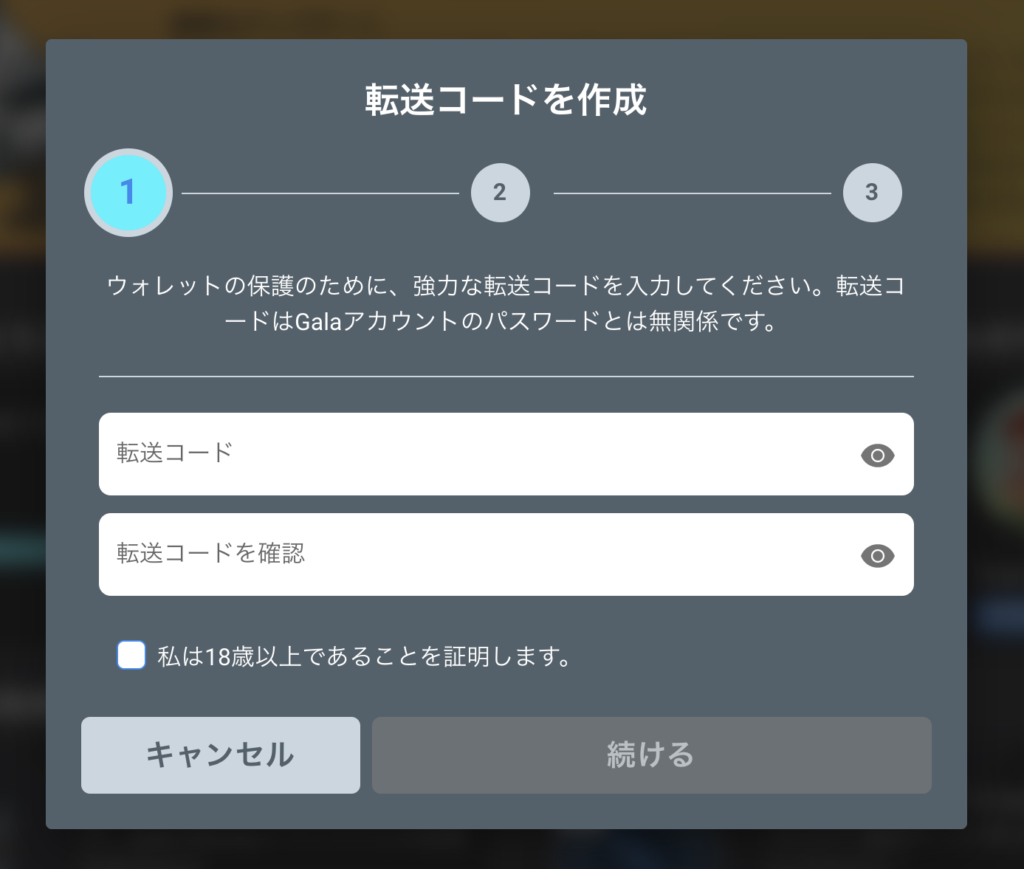 転送コードを作成
1
2
3
ウォレットの保護のために、強力な転送コードを入力してください。転送コ
ードはGalaアカウントのパスワードとは無関係です。
転送コード
転送コードを確認
私は18歳以上であることを証明します。
キャンセル
続ける